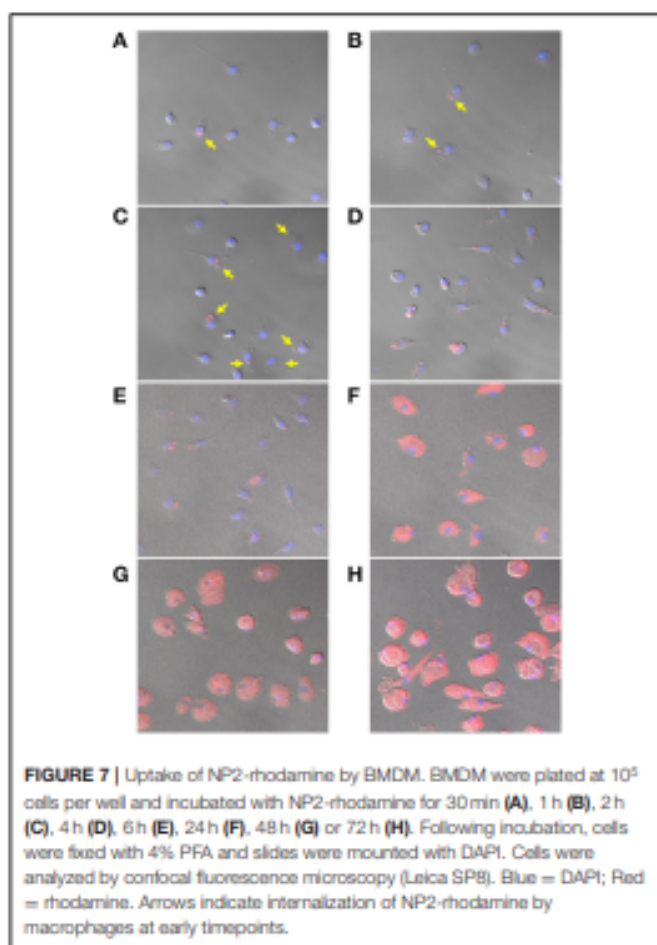 A
B
C
D
E
F
G
H
FIGURE 7 | Uptake of NP2-rhodamine by BMDM. BMDM were plated at 10⁵
cells per well and incubated with NP2-rhodamine for 30 min (A), 1 h (B), 2 h
(C), 4 h (D), 6 h (E), 24 h (F), 48 h (G) or 72 h (H). Following incubation, cells
were fixed with 4% PFA and slides were mounted with DAPI. Cells were
analyzed by confocal fluorescence microscopy (Leica SP8). Blue = DAPI; Red
= rhodamine. Arrows indicate internalization of NP2-rhodamine by
macrophages at early timepoints.